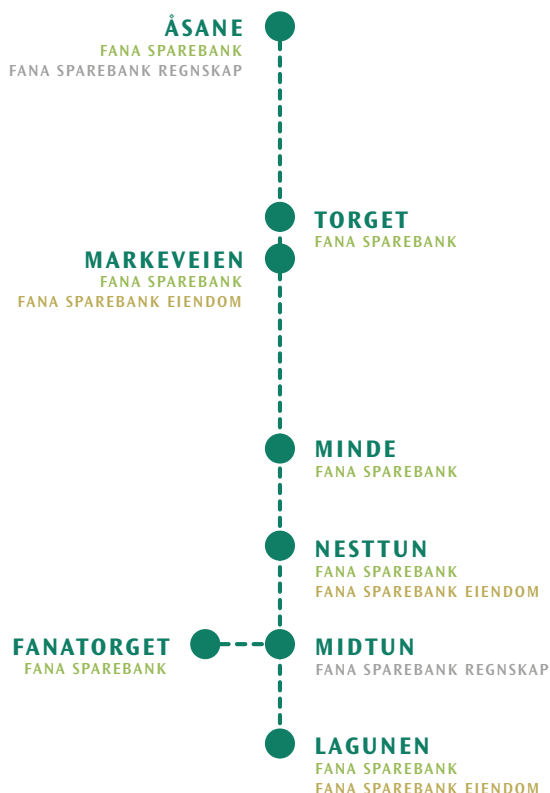 ÅSANE
FANA SPAREBANK
FANA SPAREBANK REGNSKAP
TORGET
FANA SPAREBANK
MARKEVEIEN
FANA SPAREBANK
FANA SPAREBANK EIENDOM
MINDE
FANA SPAREBANK
NESTTUN
FANA SPAREBANK
FANA SPAREBANK EIENDOM
FANATORGET
FANA SPAREBANK
MIDTUN
FANA SPAREBANK REGNSKAP
LAGUNEN
FANA SPAREBANK
FANA SPAREBANK EIENDOM